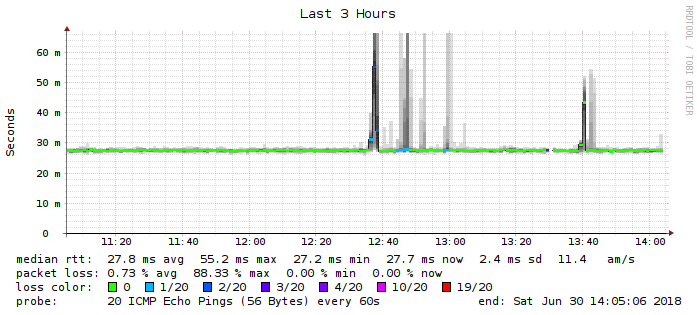 Last 3 Hours
RRDTOOL / TOBI OETIKER
Seconds
60 m
50 m
40 m
30 m
20 m
10 m
0
11:20 11:40 12:00 12:20 12:40 13:00 13:20 13:40 14:00
median rtt: 27.8 ms avg 55.2 ms max 27.2 ms min 27.7 ms now 2.4 ms sd 11.4 am/s
packet loss: 0.73 % avg 88.33 % max 0.00 % min 0.00 % now
loss color: 0 1/20 2/20 3/20 4/20 10/20 19/20
probe: 20 ICMP Echo Pings (56 Bytes) every 60s end: Sat Jun 30 14:05:06 2018